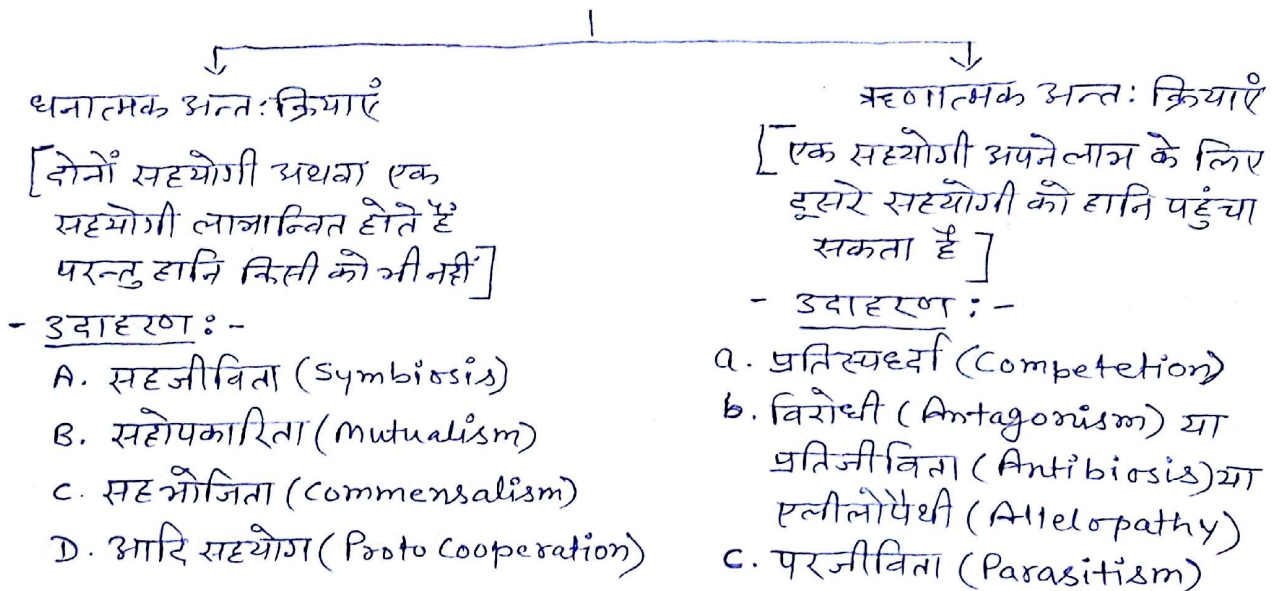 धनात्मक अन्त: क्रियाएं
[दोनों सहयोगी अथवा एक
सहयोगी लाभान्वित होते हैं
परन्तु हानि किसी को भी नहीं]
- उदाहरण : -
A. सहजीविता (Symbiosis)
B. सहोपकारिता (Mutualism)
C. सहभोजिता (Commensalism)
D. आदि सहयोग (Proto Cooperation)
ऋणात्मक अन्त: क्रियाएं
[एक सहयोगी अपने लाभ के लिए
दूसरे सहयोगी को हानि पहुंचा
सकता है]
- उदाहरण : -
a. प्रतिस्पर्ध्दा (Competetion)
b. विरोधी (Antagonism) या
प्रतिजीविता (Antibiosis) या
एलीलोपैथी (Allelopathy)
c. परजीविता (Parasitism)